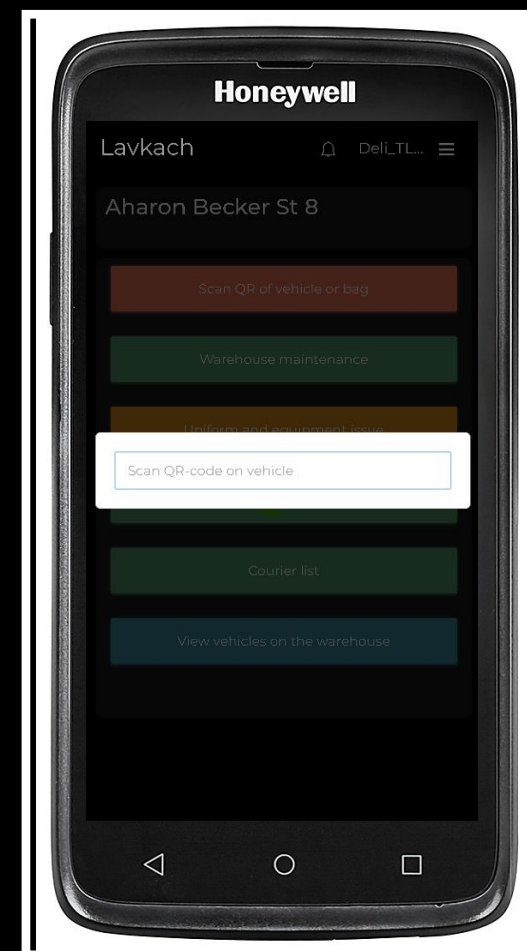 Honeywell
Lavkach Deli_TL...
Aharon Becker St 8
Scan QR of vehicle or bag
Warehouse maintenance
Uniform and equipment issue
Scan QR-code on vehicle
Courier list
View vehicles on the warehouse